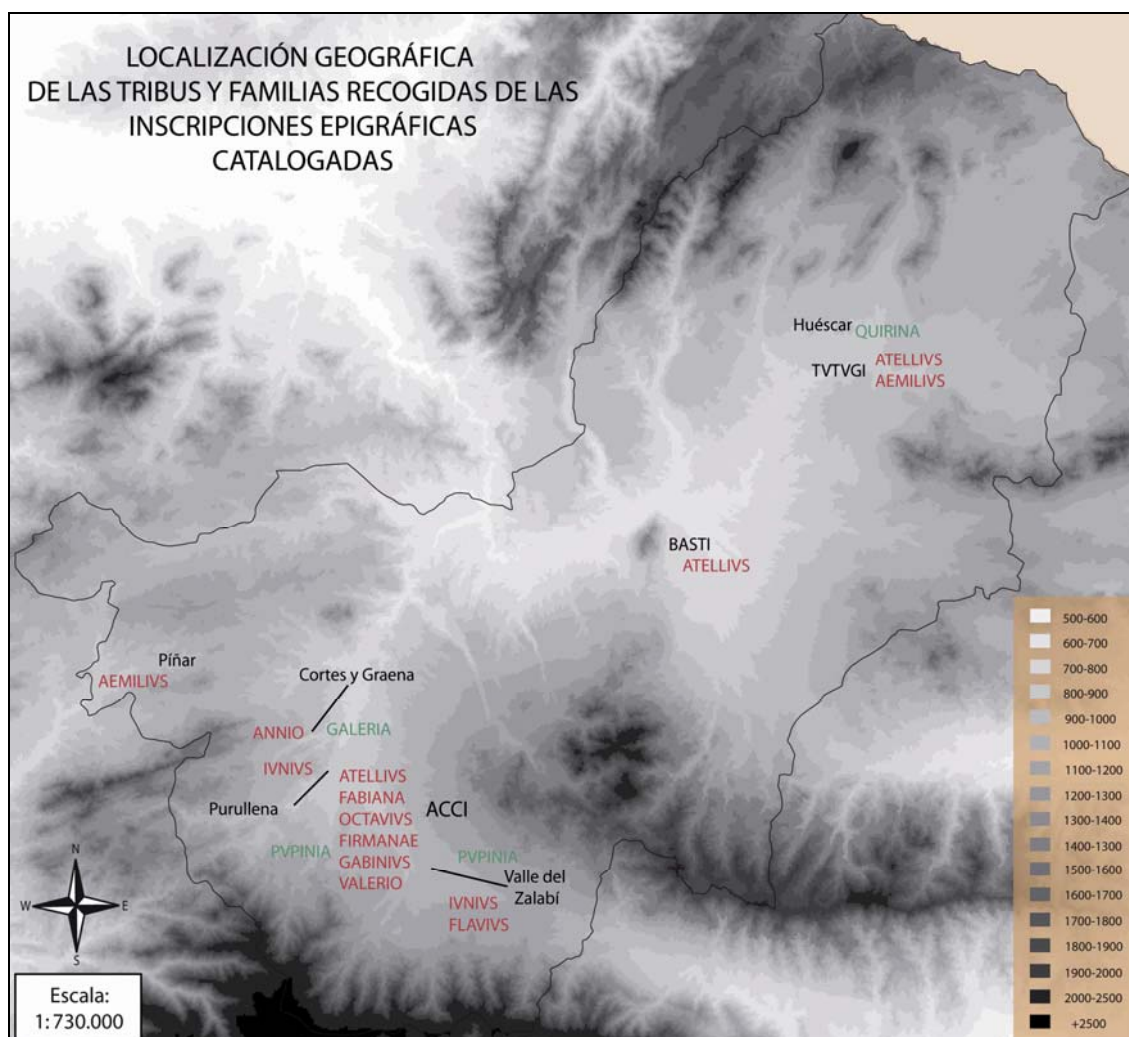 LOCALIZACIÓN GEOGRÁFICA
DE LAS TRIBUS Y FAMILIAS RECOGIDAS DE LAS
INSCRIPCIONES EPIGRÁFICAS
CATALOGADAS
Huéscar QUIRINA
TVTVGI
ATELLIVS
AEMILIVS
BASTI
ATELLIVS
Píñar
AEMILIVS
Cortes y Graena
ANNIO
GALERIA
IVNIVS
Purullena
PVPINIA
ATELLIVS
FABIANA
OCTAVIVS
FIRMANAE
GABINIVS
VALERIO
ACCI
PVPINIA
Valle del
Zalabí
IVNIVS
FLAVIVS
N
W
E
S
Escala:
1:730.000
500-600
600-700
700-800
800-900
900-1000
1000-1100
1100-1200
1200-1300
1300-1400
1400-1300
1500-1600
1600-1700
1700-1800
1800-1900
1900-2000
2000-2500
+2500